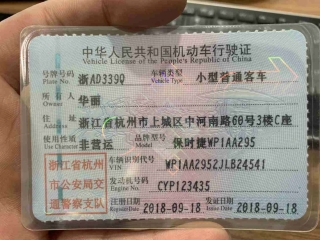 中华人民共和国机动车行驶证
Vehicle License of the People's Republic of China
号牌号码 浙AD339Q 车辆类型 小型普通客车
Plate No. Vehicle Type
所有人 华丽
Owner
住址 浙江省杭州市上城区中河南路60号3楼C座
Address
使用性质 非营运 品牌型号 保时捷WP1AA295
Use Character Model
浙江省杭州市公安局交通警察支队
车辆识别代号 WP1AA2952JLB24541
VIN
发动机号码 CYP123435
Engine No.
注册日期 2018-09-18 发证日期 2018-09-18
Register Date Issue Date